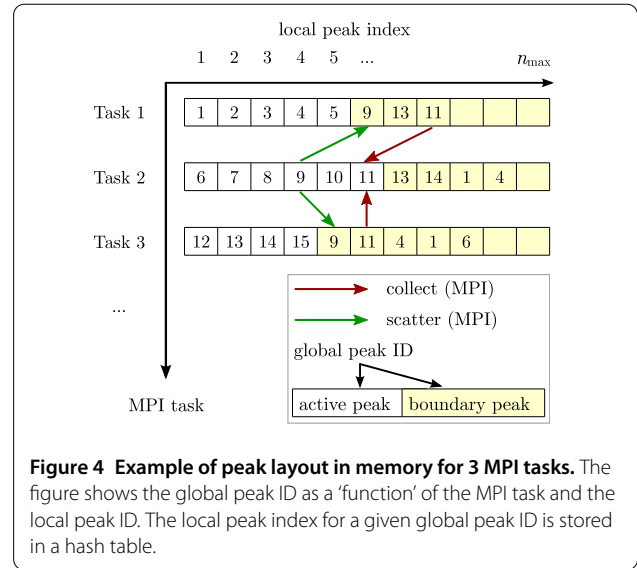 local peak index
1 2 3 4 5 ... n_max
Task 1 1 2 3 4 5 9 13 11
Task 2 6 7 8 9 10 11 13 14 1 4
Task 3 12 13 14 15 9 11 4 1 6
...
MPI task
collect (MPI)
scatter (MPI)
global peak ID
active peak boundary peak
Figure 4 Example of peak layout in memory for 3 MPI tasks. The
figure shows the global peak ID as a ‘function’ of the MPI task and the
local peak ID. The local peak index for a given global peak ID is stored
in a hash table.